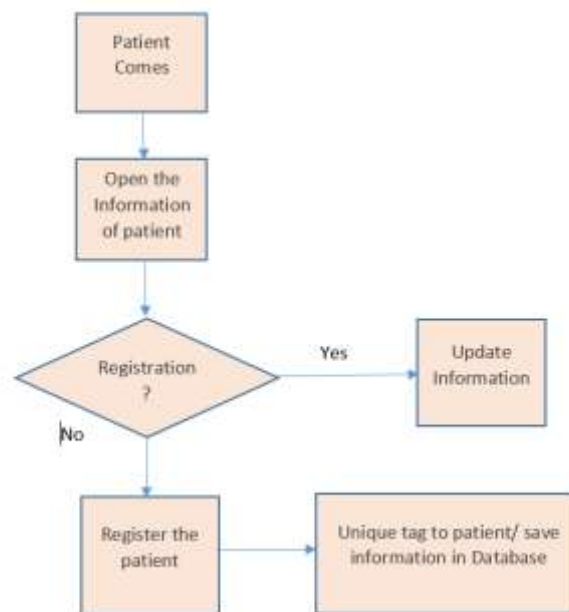 Patient
Comes
Open the
Information
of patient
Registration
?
Yes
Update
Information
No
Register the
patient
Unique tag to patient/ save
information in Database